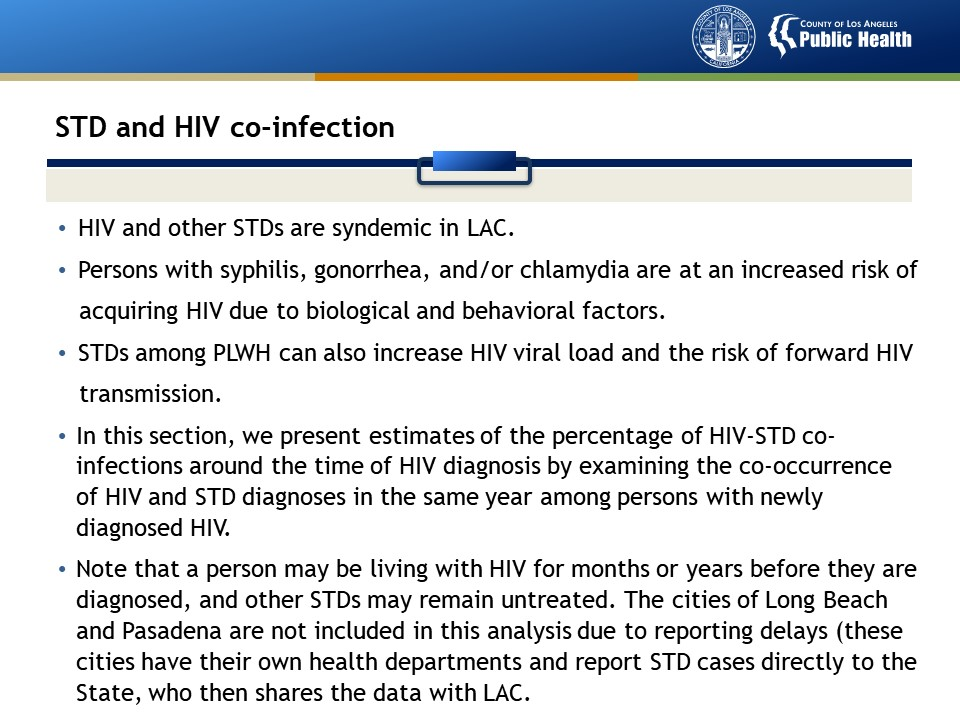 COUNTY OF LOS ANGELES
Public Health
STD and HIV co-infection
• HIV and other STDs are syndemic in LAC.
• Persons with syphilis, gonorrhea, and/or chlamydia are at an increased risk of
acquiring HIV due to biological and behavioral factors.
• STDs among PLWH can also increase HIV viral load and the risk of forward HIV
transmission.
• In this section, we present estimates of the percentage of HIV-STD co-
infections around the time of HIV diagnosis by examining the co-occurrence
of HIV and STD diagnoses in the same year among persons with newly
diagnosed HIV.
• Note that a person may be living with HIV for months or years before they are
diagnosed, and other STDs may remain untreated. The cities of Long Beach
and Pasadena are not included in this analysis due to reporting delays (these
cities have their own health departments and report STD cases directly to the
State, who then shares the data with LAC.